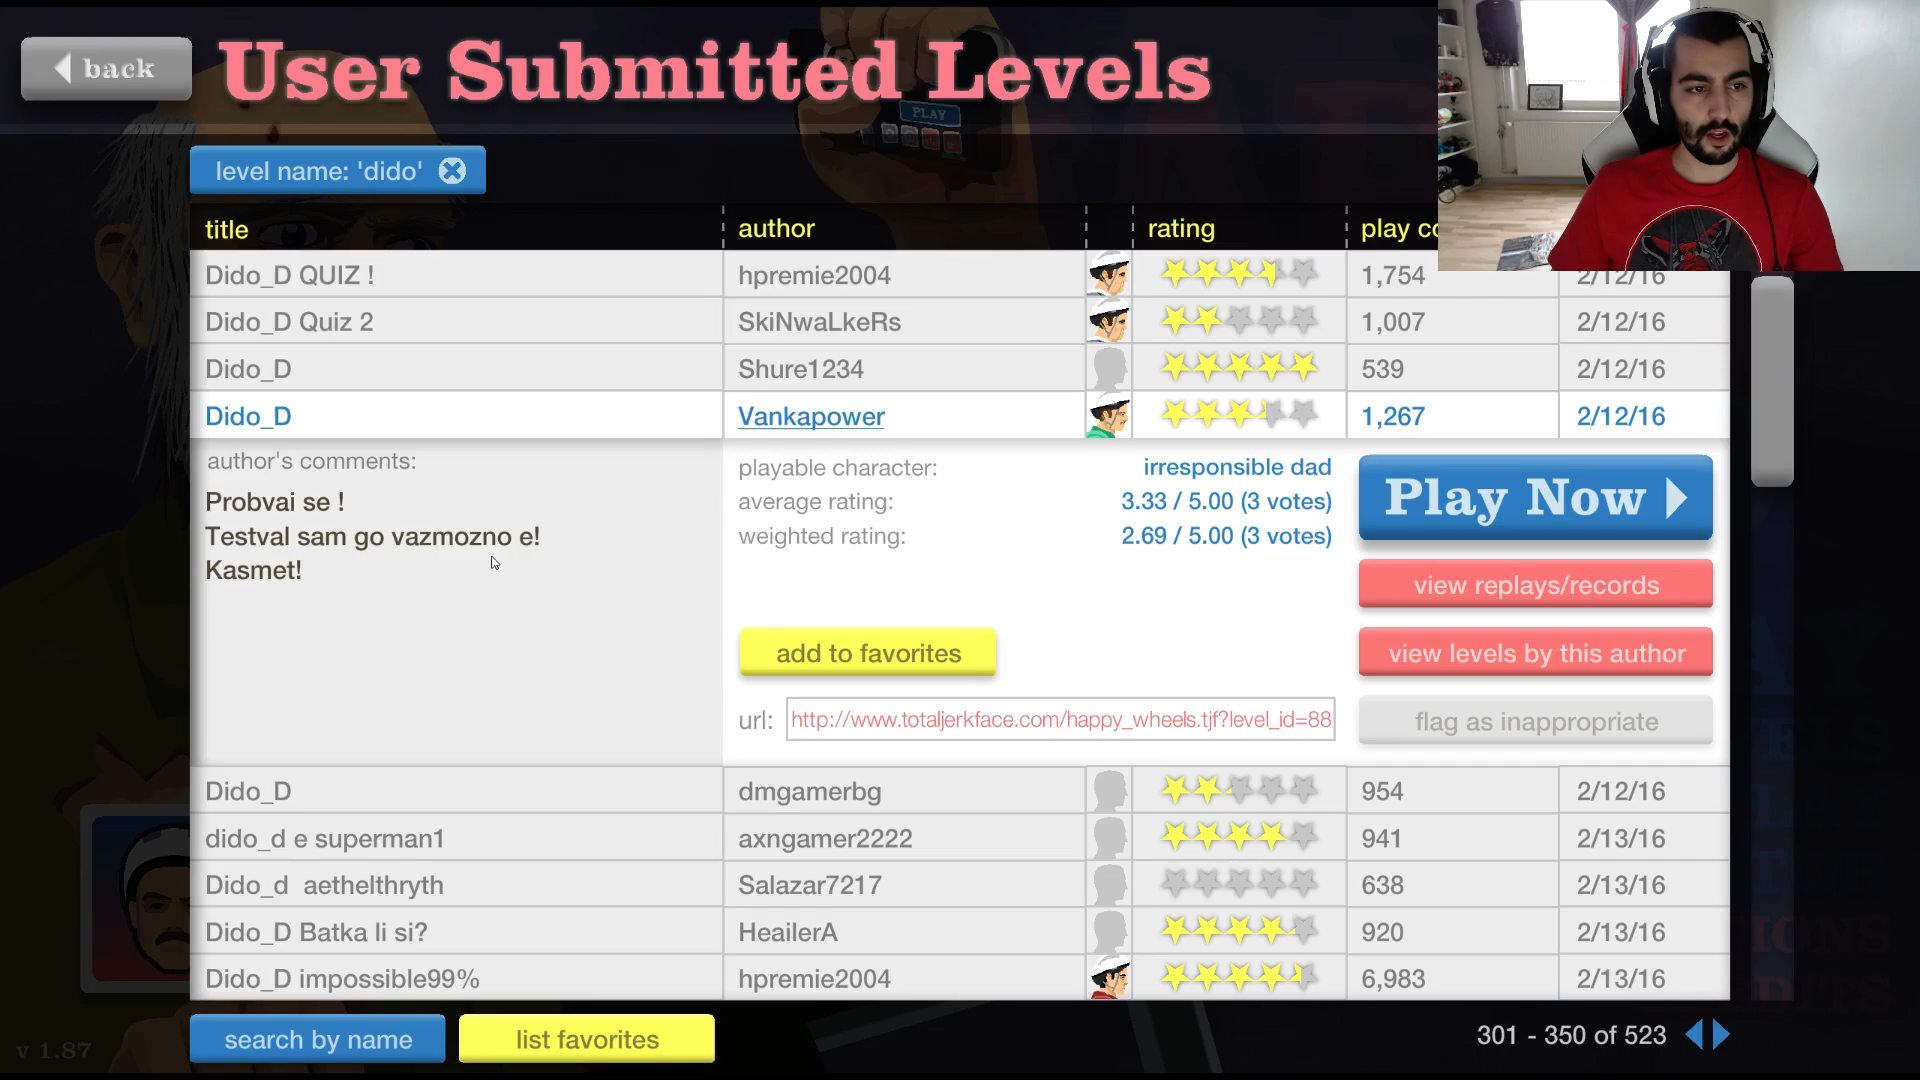 back
User Submitted Levels
PLAY
level name: 'dido'
title author rating play co
Dido_D QUIZ ! hpremie2004 1,754 2/12/16
Dido_D Quiz 2 SkiNwaLkeRs 1,007 2/12/16
Dido_D Shure1234 539 2/12/16
Dido_D Vankapower 1,267 2/12/16
author's comments:
Probvai se !
Testval sam go vazmozno e!
Kasmet!
playable character: irresponsible dad
average rating: 3.33 / 5.00 (3 votes)
weighted rating: 2.69 / 5.00 (3 votes)
Play Now
view replays/records
add to favorites
view levels by this author
url: http://www.totaljerkface.com/happy_wheels.tjf?level_id=88
flag as inappropriate
Dido_D dmgamerbg 954 2/12/16
dido_d e superman1 axngamer2222 941 2/13/16
Dido_d aethelthryth Salazar7217 638 2/13/16
Dido_D Batka li si? HeailerA 920 2/13/16
Dido_D impossible99% hpremie2004 6,983 2/13/16
v 1.87
search by name
list favorites
301 - 350 of 523